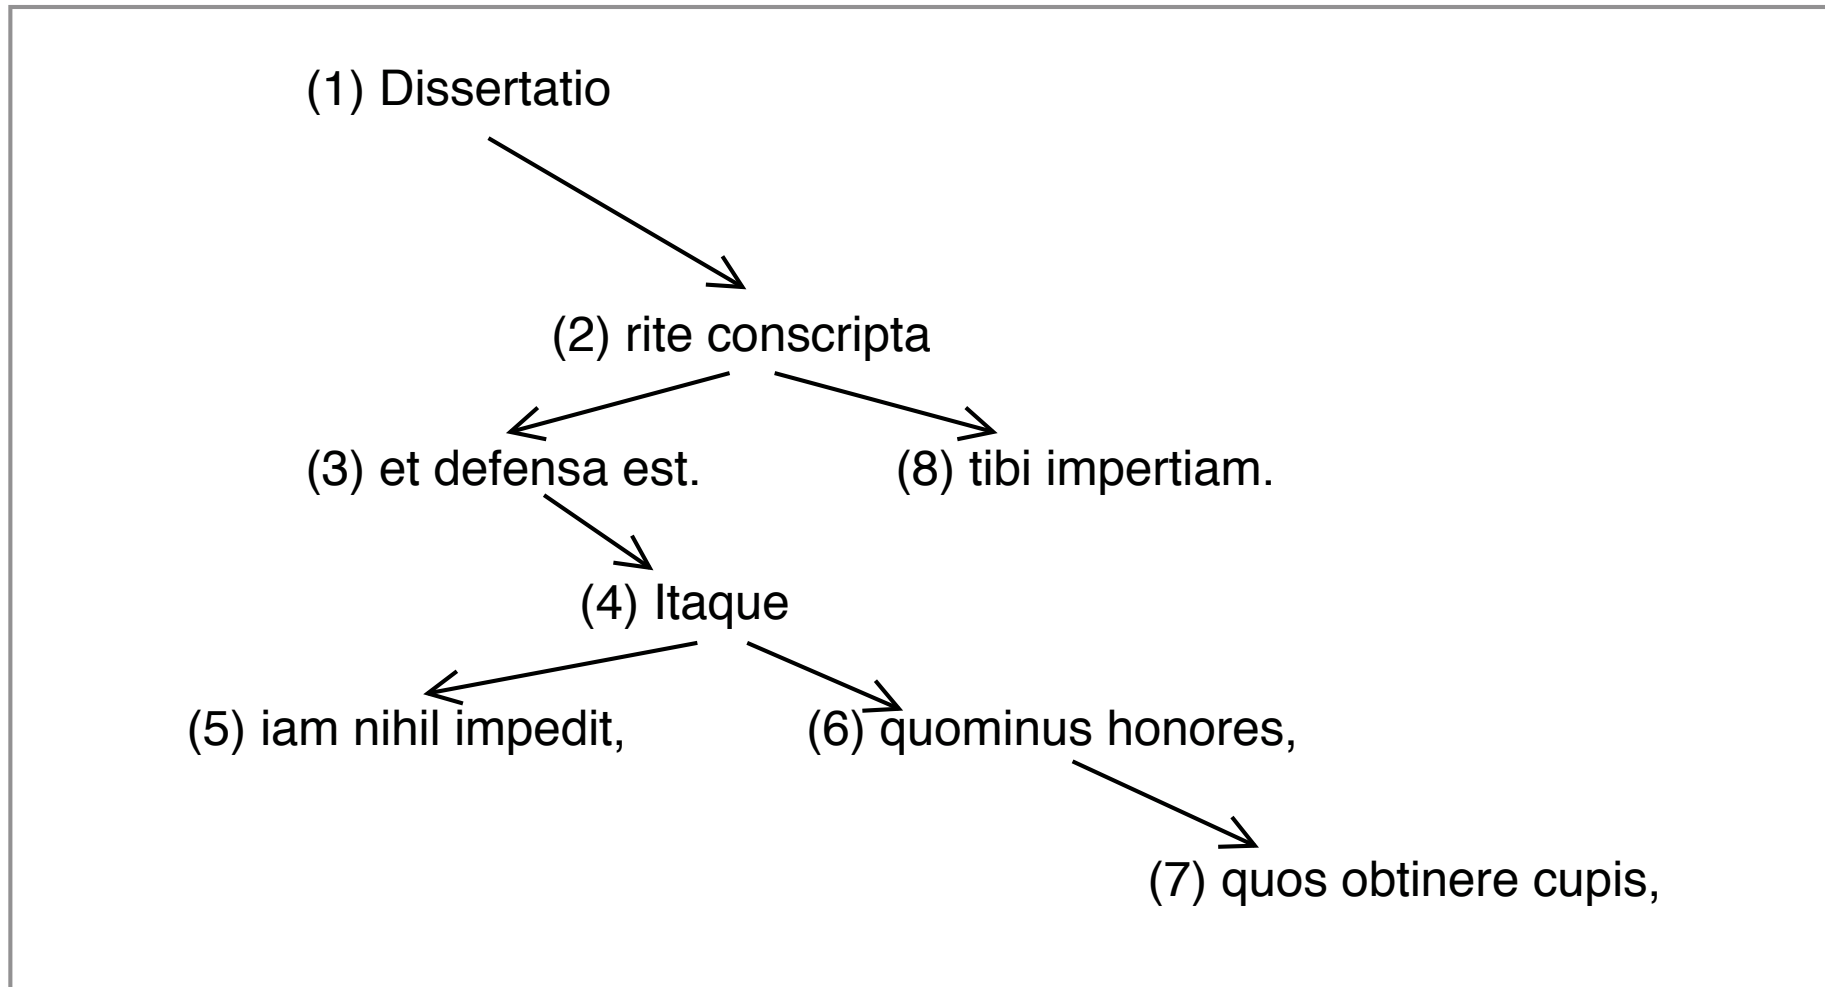 (1) Dissertatio
(2) rite conscripta
(3) et defensa est.
(8) tibi impertiam.
(4) Itaque
(5) iam nihil impedit,
(6) quominus honores,
(7) quos obtinere cupis,